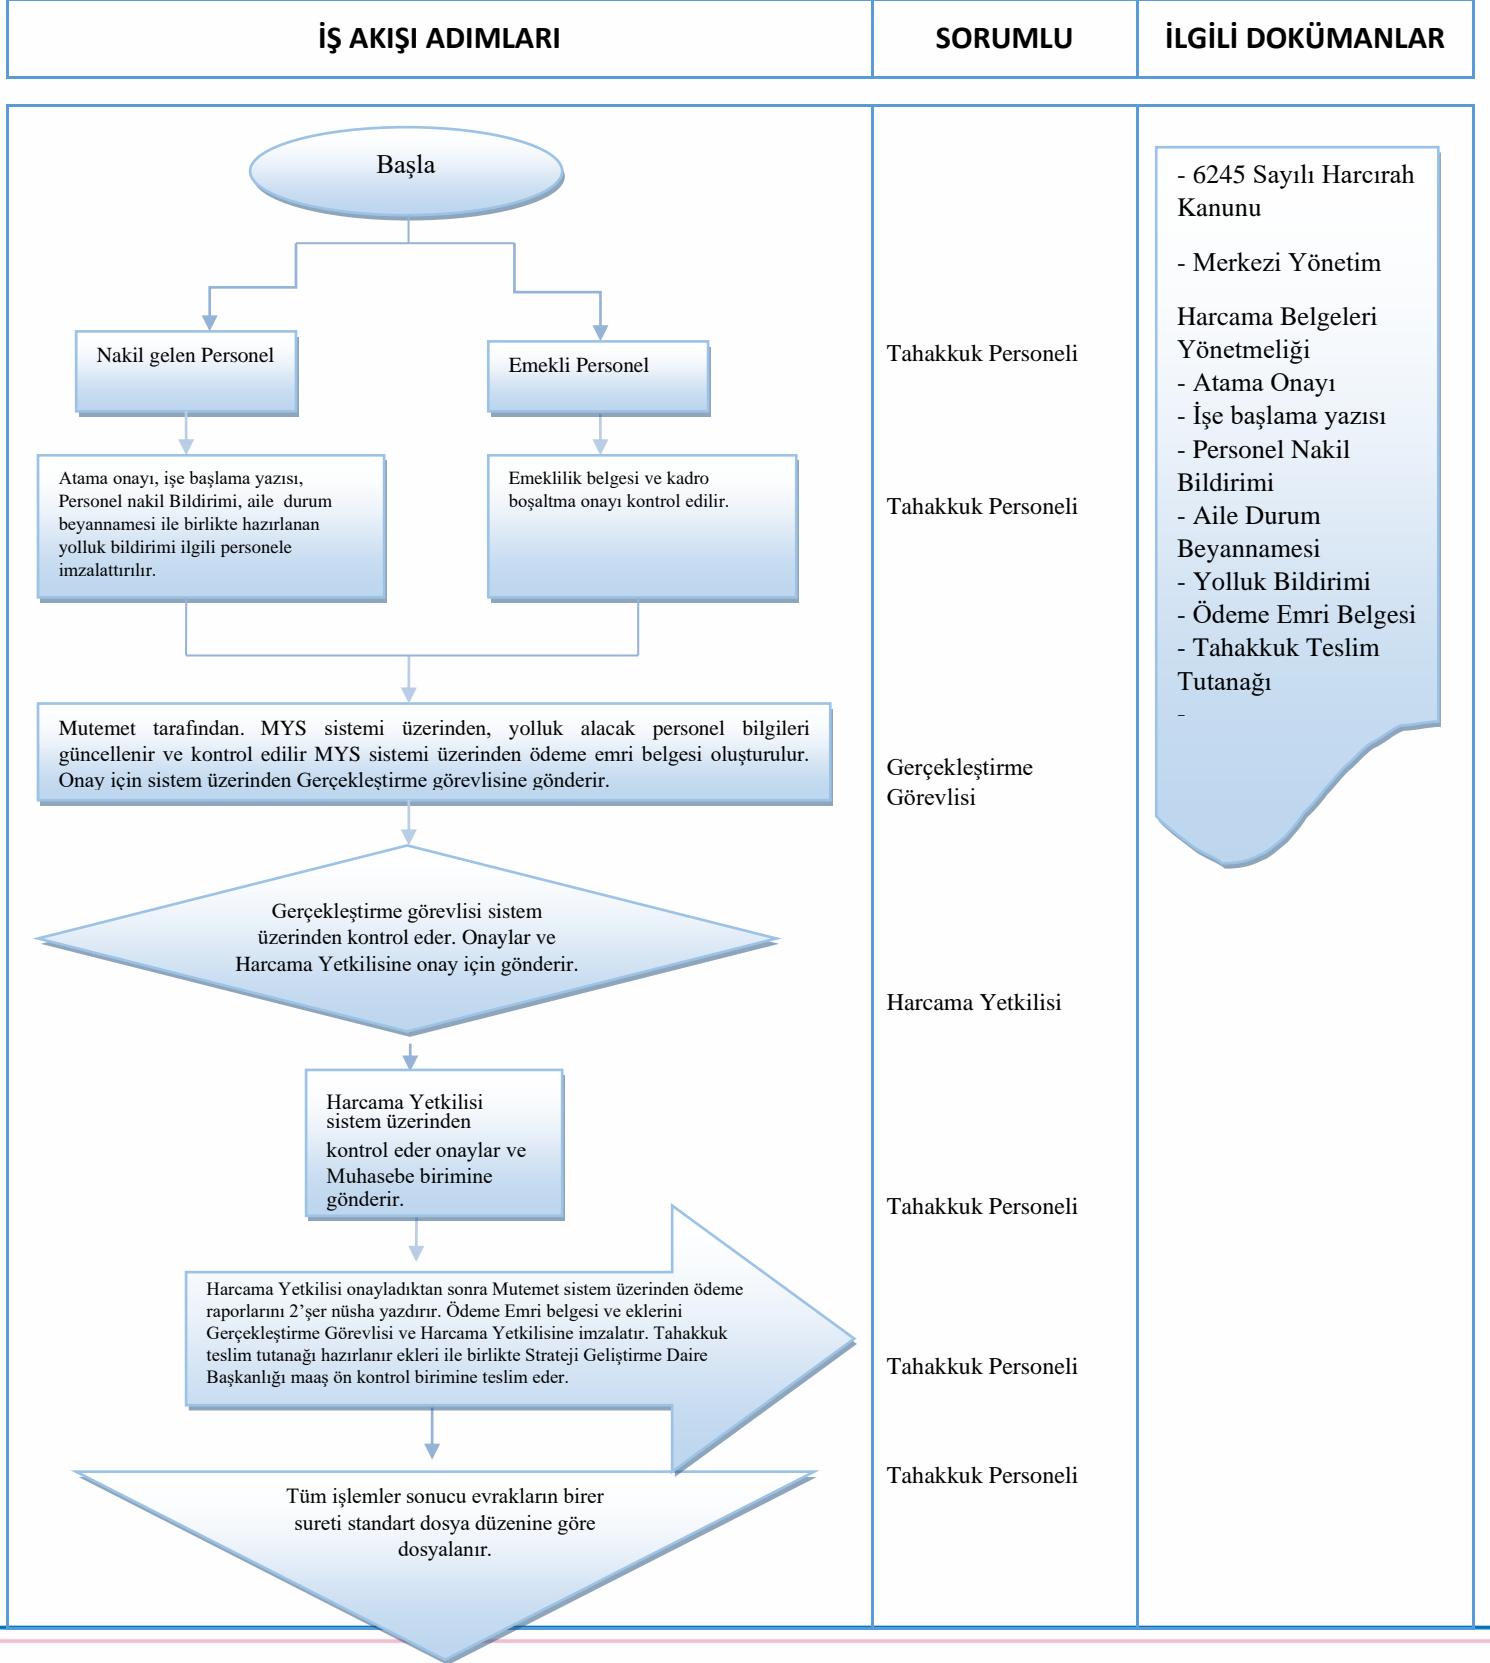 İŞ AKIŞI ADIMLARI
SORUMLU
İLGİLİ DOKÜMANLAR
Başla
Nakil gelen Personel
Emekli Personel
Atama onayı, işe başlama yazısı,
Personel nakil Bildirimi, aile durum
beyannamesi ile birlikte hazırlanan
yolluk bildirimi ilgili personele
imzalattırılır.
Emeklilik belgesi ve kadro
boşaltma onayı kontrol edilir.
Mutemet tarafından. MYS sistemi üzerinden, yolluk alacak personel bilgileri
güncellenir ve kontrol edilir MYS sistemi üzerinden ödeme emri belgesi oluşturulur.
Onay için sistem üzerinden Gerçekleştirme görevlisine gönderir.
Gerçekleştirme görevlisi sistem
üzerinden kontrol eder. Onaylar ve
Harcama Yetkilisine onay için gönderir.
Harcama Yetkilisi
sistem üzerinden
kontrol eder onaylar ve
Muhasebe birimine
gönderir.
Harcama Yetkilisi onayladıktan sonra Mutemet sistem üzerinden ödeme
raporlarını 2’şer nüsha yazdırır. Ödeme Emri belgesi ve eklerini
Gerçekleştirme Görevlisi ve Harcama Yetkilisine imzalatır. Tahakkuk
teslim tutanağı hazırlanır ekleri ile birlikte Strateji Geliştirme Daire
Başkanlığı maaş ön kontrol birimine teslim eder.
Tüm işlemler sonucu evrakların birer
sureti standart dosya düzenine göre
dosyalanır.
Tahakkuk Personeli
Tahakkuk Personeli
Gerçekleştirme
Görevlisi
Harcama Yetkilisi
Tahakkuk Personeli
Tahakkuk Personeli
Tahakkuk Personeli
- 6245 Sayılı Harcırah
Kanunu
- Merkezi Yönetim
Harcama Belgeleri
Yönetmeliği
- Atama Onayı
- İşe başlama yazısı
- Personel Nakil
Bildirimi
- Aile Durum
Beyannamesi
- Yolluk Bildirimi
- Ödeme Emri Belgesi
- Tahakkuk Teslim
Tutanağı
-